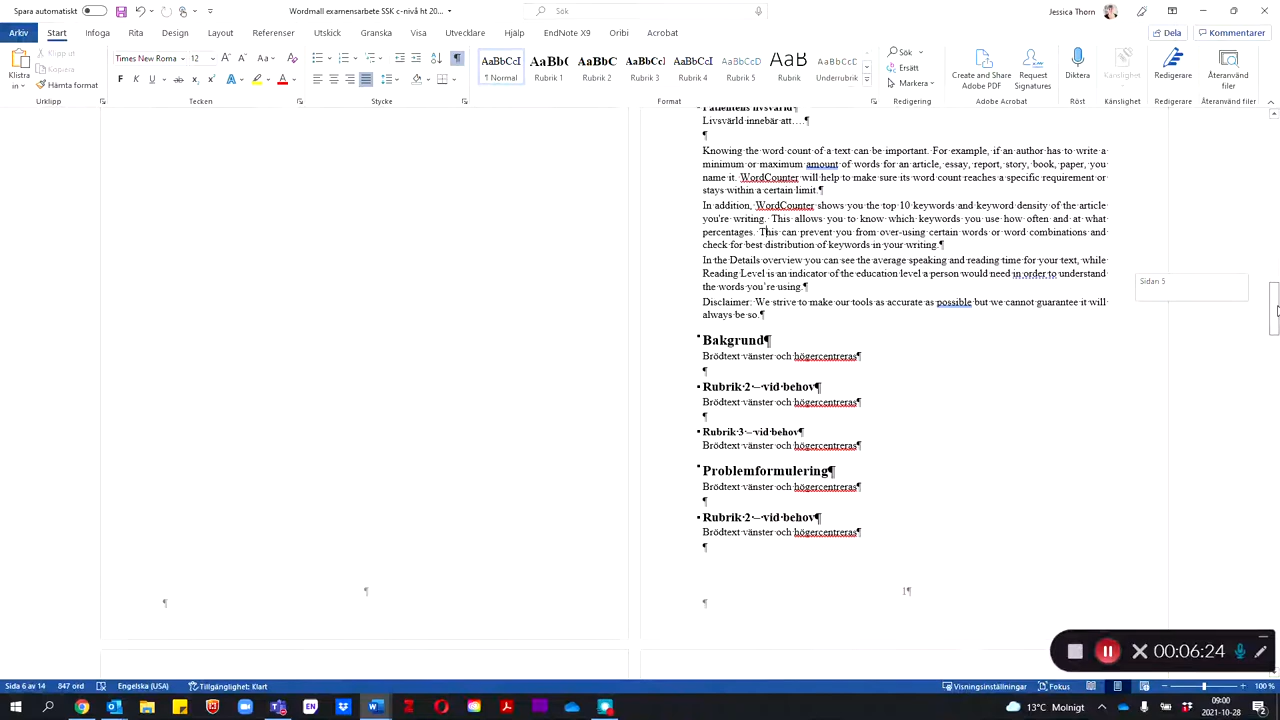 Spara automatiskt
Wordmall examensarbete SSK c-nivå ht 20...
Sök
Jessica Thorn
Arkiv Start Infoga Rita Design Layout Referenser Utskick Granska Visa Utvecklare Hjälp EndNote X9 Oribi Acrobat
Dela Kommentarer
Klistra in
Klipp ut
Kopiera
Hämta format
Urklipp
Times New Roma 12
Tecken
Stycke
AaBbCcI AaBb( AaBbC AaBbCcl AaBbCcI AaBbCcC AaB AaBbCcC
¶ Normal Rubrik 1 Rubrik 2 Rubrik 3 Rubrik 4 Rubrik 5 Rubrik Underrubrik
Format
Sök
Ersätt
Markera
Redigering
Create and Share Adobe PDF
Request Signatures
Adobe Acrobat
Diktera
Röst
Känslighet
Känslighet
Redigerare
Redigerare
Återanvänd filer
Återanvänd filer
Patientens livsvärld¶
Livsvärld innebär att….¶
¶
Knowing the word count of a text can be important. For example, if an author has to write a
minimum or maximum amount of words for an article, essay, report, story, book, paper, you
name it. WordCounter will help to make sure its word count reaches a specific requirement or
stays within a certain limit.¶
In addition, WordCounter shows you the top 10 keywords and keyword density of the article
you're writing. This allows you to know which keywords you use how often and at what
percentages. This can prevent you from over-using certain words or word combinations and
check for best distribution of keywords in your writing.¶
In the Details overview you can see the average speaking and reading time for your text, while
Reading Level is an indicator of the education level a person would need in order to understand
the words you're using.¶
Disclaimer: We strive to make our tools as accurate as possible but we cannot guarantee it will
always be so.¶
Bakgrund¶
Brödtext vänster och högercentreras¶
¶
Rubrik 2 – vid behov¶
Brödtext vänster och högercentreras¶
¶
Rubrik 3 – vid behov¶
Brödtext vänster och högercentreras¶
Problemformulering¶
Brödtext vänster och högercentreras¶
¶
Rubrik 2 – vid behov¶
Brödtext vänster och högercentreras¶
¶
¶
¶
1¶
¶
Sidan 5
00:06:24
Sida 6 av 14 847 ord Engelska (USA) Tillgänglighet: Klart
Visningsinställningar Fokus 100 %
13°C Molnigt
09:00
2021-10-28